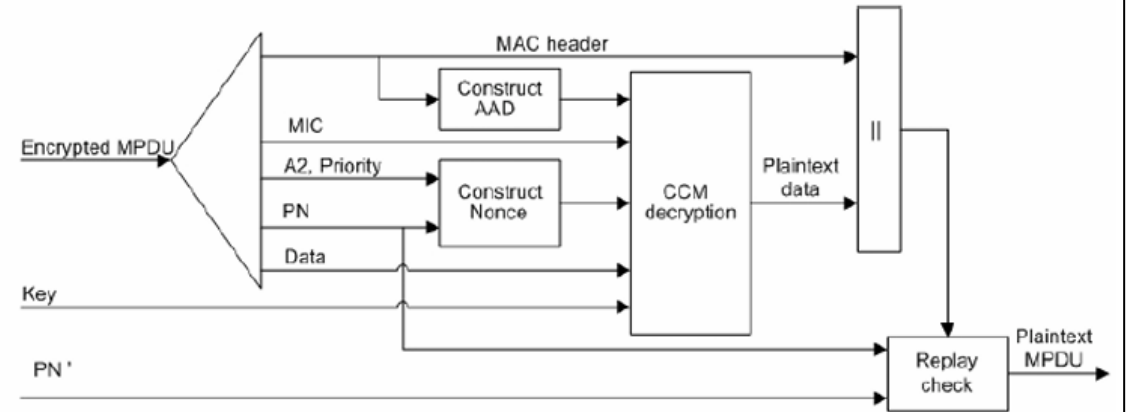 MAC header
Construct
AAD
MIC
Encrypted MPDU
A2, Priority
Construct
Nonce
PN
CCM
decryption
Plaintext
data
||
Data
Key
PN '
Replay
check
Plaintext
MPDU